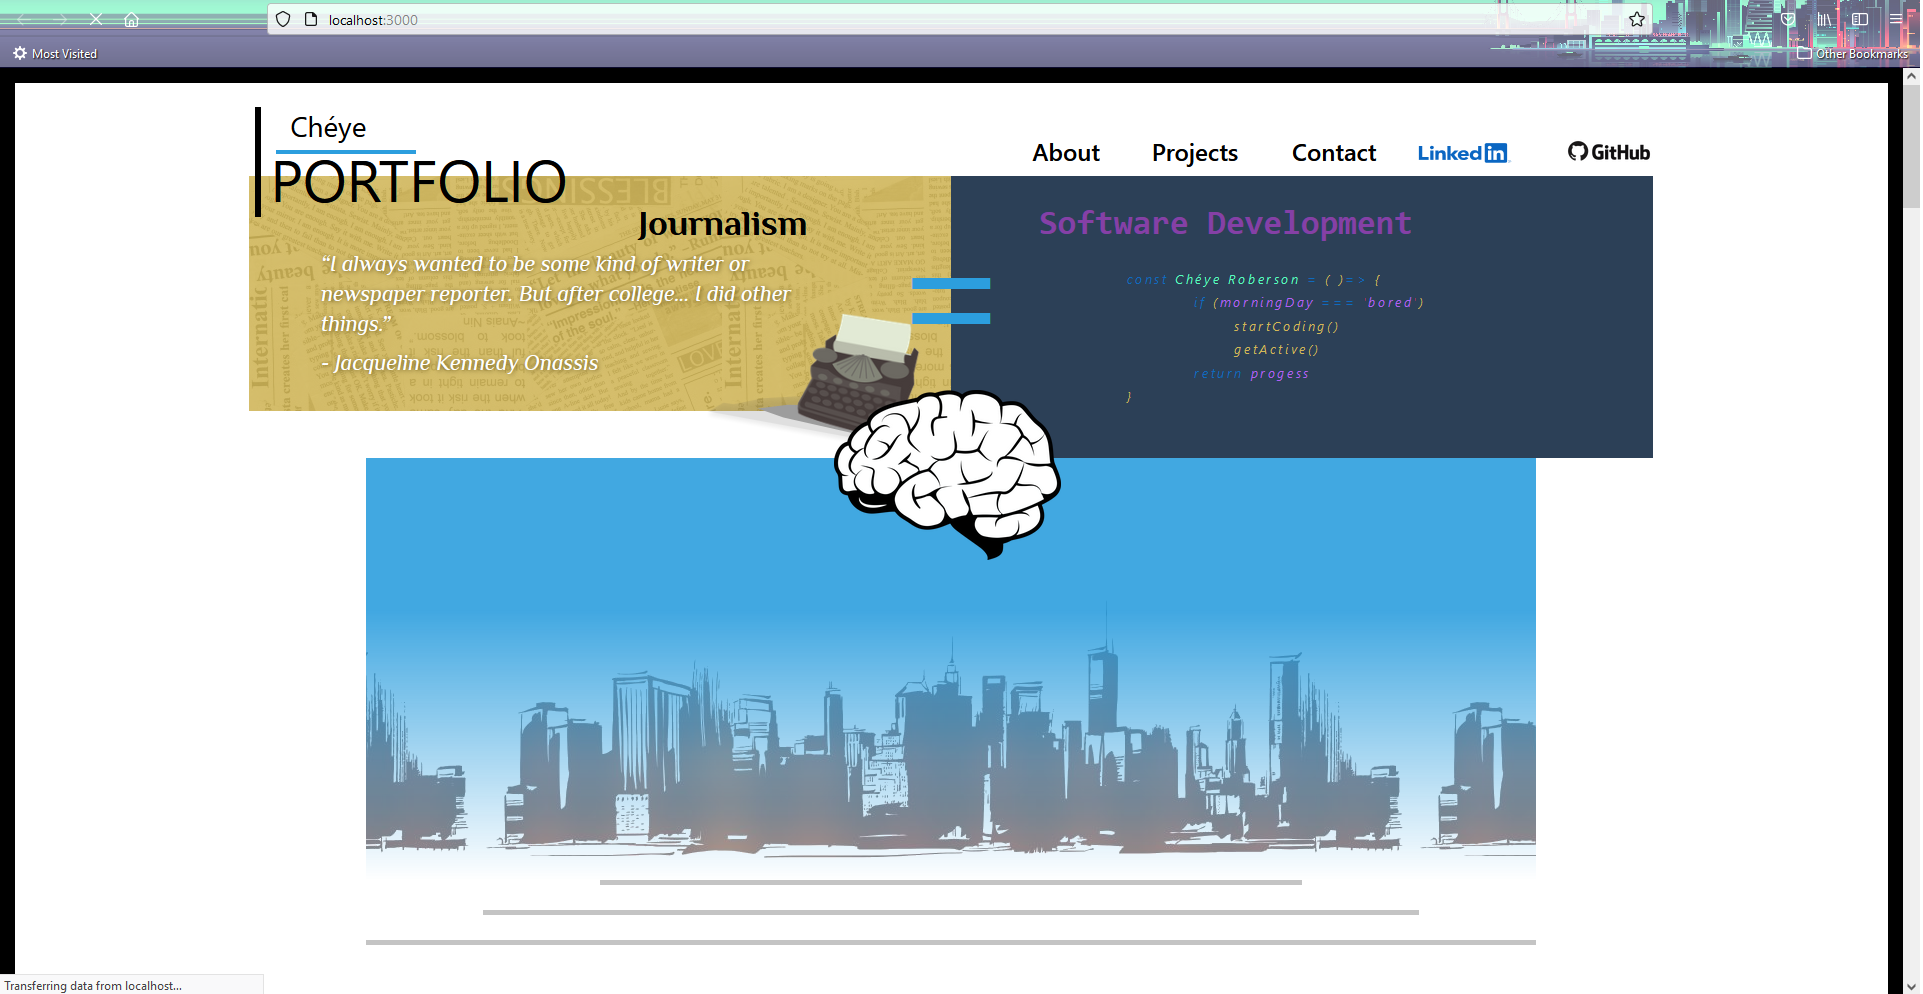 localhost:3000
Most Visited
Other Bookmarks
Chéye
PORTFOLIO
About
Projects
Contact
LinkedIn
GitHub
Journalism
“I always wanted to be some kind of writer or
newspaper reporter. But after college... I did other
things.”
- Jacqueline Kennedy Onassis
Software Development
const Chéye Roberson = ( )=> {
if (morningDay === 'bored')
startCoding()
getActive()
return progess
}
Transferring data from localhost...